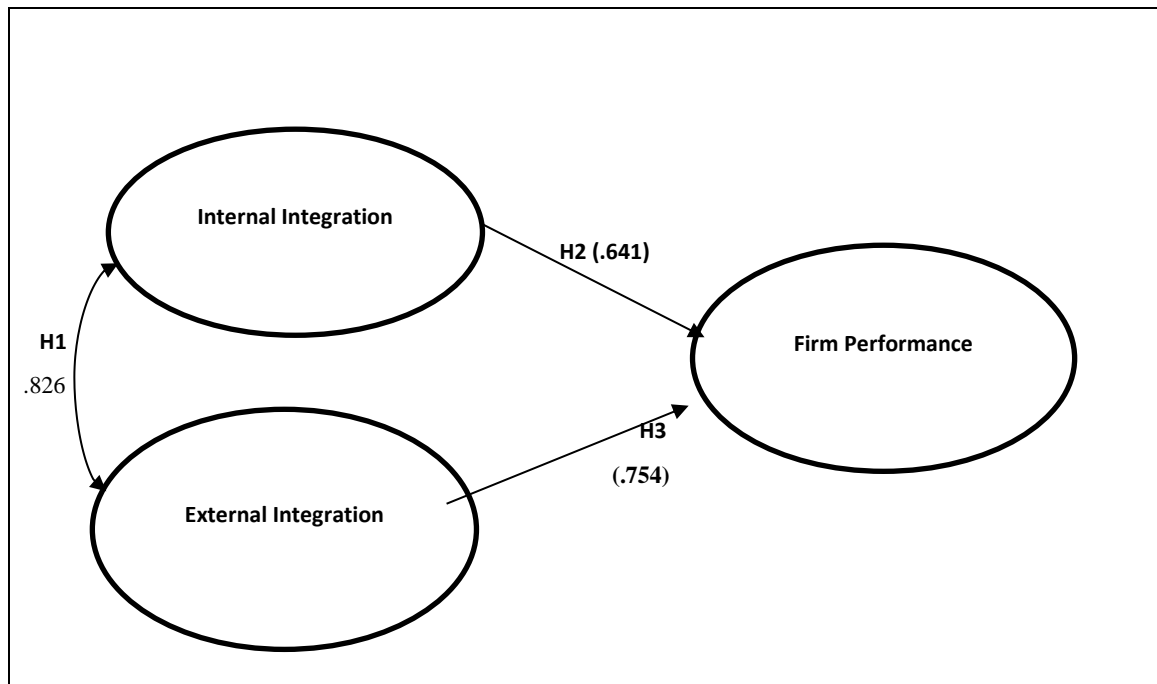 Internal Integration
H2 (.641)
Firm Performance
H1
.826
H3
(.754)
External Integration